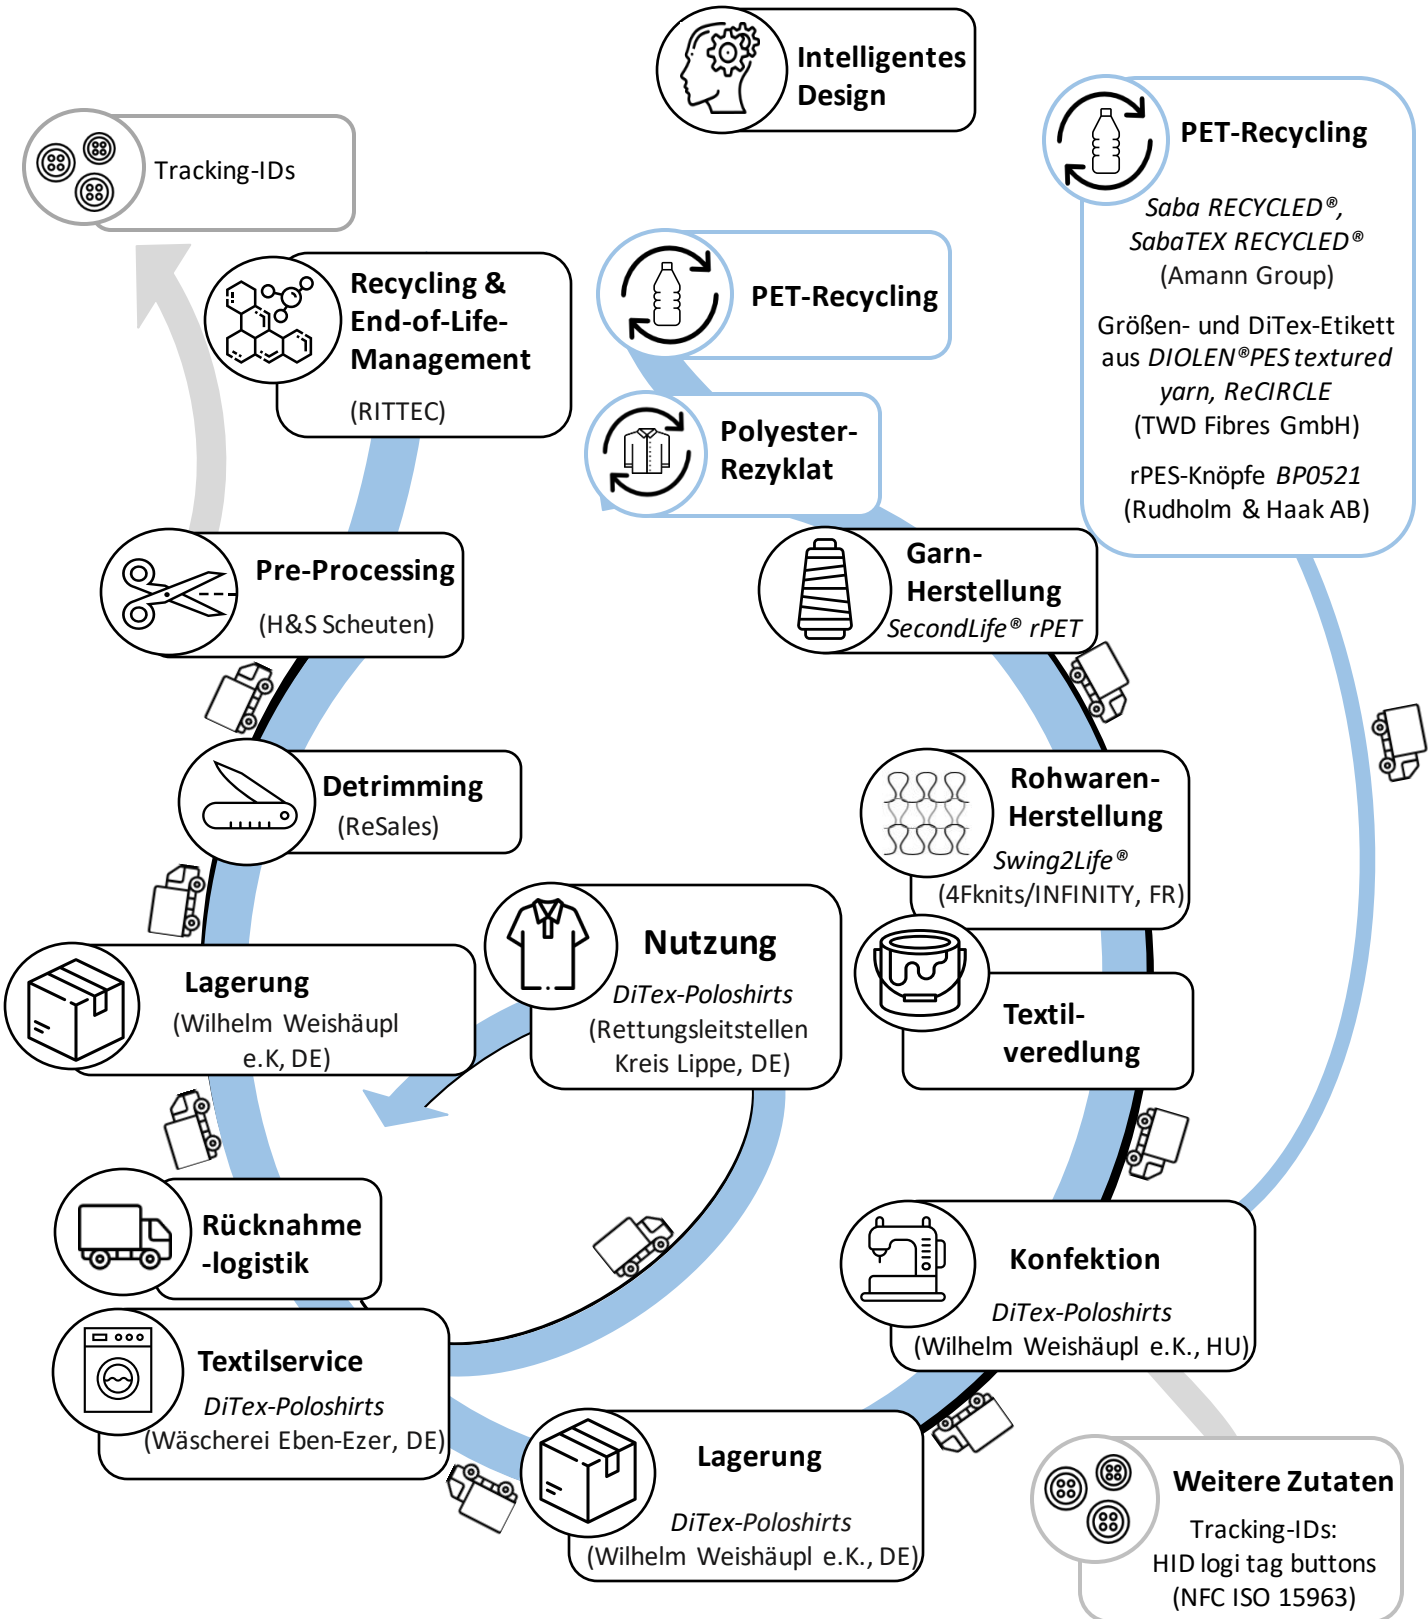 Intelligentes
Design
Tracking-IDs
PET-Recycling
Saba RECYCLED®,
SabaTEX RECYCLED®
(Amann Group)
Größen- und DiTex-Etikett
aus DIOLEN®PES textured
yarn, ReCIRCLE
(TWD Fibres GmbH)
rPES-Knöpfe BP0521
(Rudholm & Haak AB)
Recycling &
End-of-Life-
Management
(RITTEC)
PET-Recycling
Polyester-
Rezyklat
Pre-Processing
(H&S Scheuten)
Garn-
Herstellung
SecondLife® rPET
Detrimming
(ReSales)
Rohwaren-
Herstellung
Swing2Life®
(4Fknits/INFINITY, FR)
Lagerung
(Wilhelm Weishäupl
e.K, DE)
Nutzung
DiTex-Poloshirts
(Rettungsleitstellen
Kreis Lippe, DE)
Textil-
veredlung
Rücknahme
-logistik
Konfektion
DiTex-Poloshirts
(Wilhelm Weishäupl e.K., HU)
Textilservice
DiTex-Poloshirts
(Wäscherei Eben-Ezer, DE)
Lagerung
DiTex-Poloshirts
(Wilhelm Weishäupl e.K., DE)
Weitere Zutaten
Tracking-IDs:
HID logi tag buttons
(NFC ISO 15963)